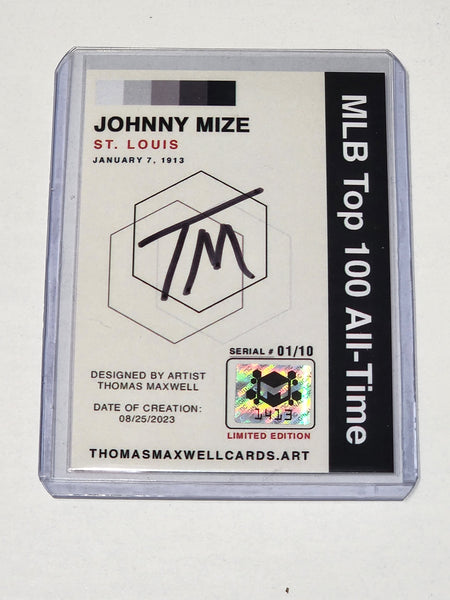 JOHNNY MIZE
ST. LOUIS
JANUARY 7, 1913
TM
SERIAL # 01/10
DESIGNED BY ARTIST
THOMAS MAXWELL
DATE OF CREATION:
08/25/2023
M
1413
LIMITED EDITION
THOMASMAXWELLCARDS.ART
MLB Top 100 All-Time